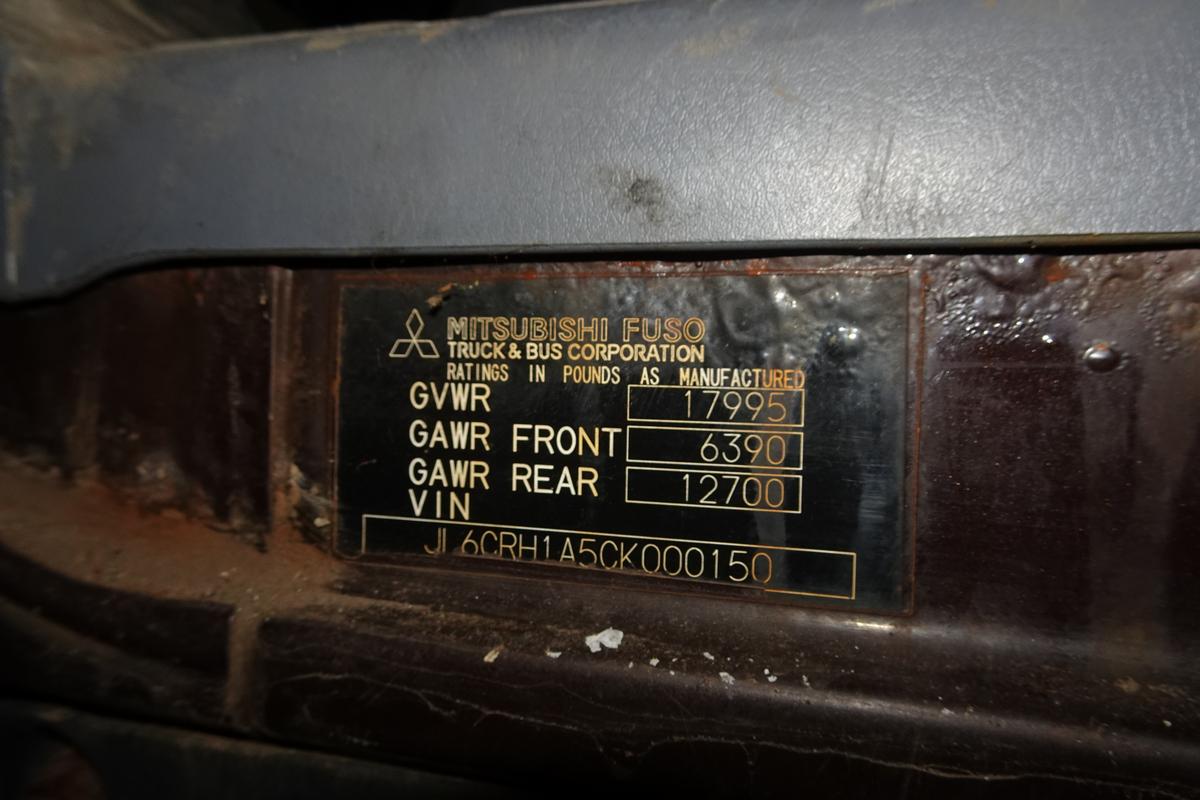 MITSUBISHI FUSO
TRUCK & BUS CORPORATION
RATINGS IN POUNDS AS MANUFACTURED
GVWR 17995
GAWR FRONT 6390
GAWR REAR 12700
VIN
JL6CRH1A5CK000150